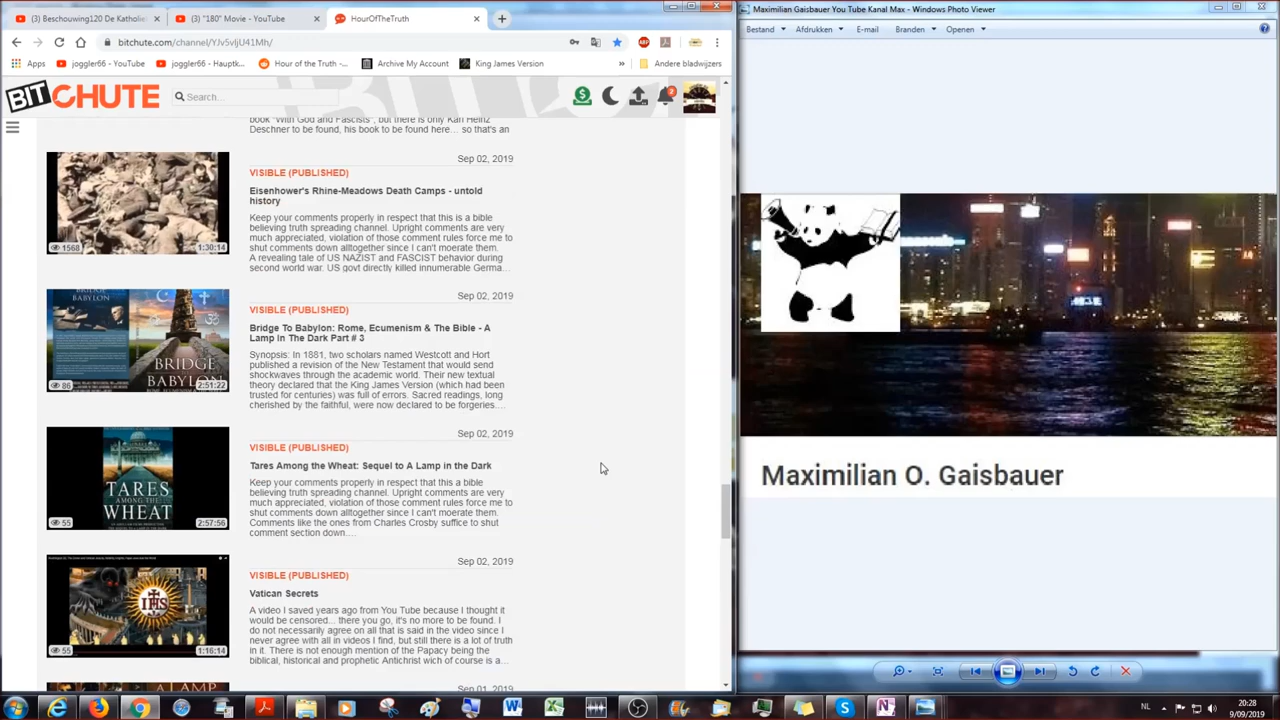 (3) Beschouwing120 De Katholie
(3) "180" Movie - YouTube
HourOfTheTruth
Maximilian Gaisbauer You Tube Kanal Max - Windows Photo Viewer
bitchute.com/channel/YJv5vljU41Mh/
Bestand
Afdrukken
E-mail
Branden
Openen
Apps
joggler66 - YouTube
joggler66 - Hauptk...
Hour of the Truth -...
Archive My Account
King James Version
»
Andere bladwijzers
BITCHUTE
Search...
book "With God and Fascists", but there is only Karl Heinz
Deschner to be found, his book to be found here... so that's an
Sep 02, 2019
VISIBLE (PUBLISHED)
Eisenhower's Rhine-Meadows Death Camps - untold
history
Keep your comments properly in respect that this is a bible
believing truth spreading channel. Upright comments are very
much appreciated, violation of those comment rules force me to
shut comments down alltogether since I can't moerate them.
A revealing tale of US NAZIST and FASCIST behavior during
second world war. US govt directly killed innumerable Germa...
1568
1:30:14
Sep 02, 2019
VISIBLE (PUBLISHED)
Bridge To Babylon: Rome, Ecumenism & The Bible - A
Lamp In The Dark Part # 3
Synopsis: In 1881, two scholars named Westcott and Hort
published a revision of the New Testament that would send
shockwaves through the academic world. Their new textual
theory declared that the King James Version (which had been
trusted for centuries) was full of errors. Sacred readings, long
cherished by the faithful, were now declared to be forgeries....
BABYLON
BRIDGE
BABYLON
86
2:51:22
Sep 02, 2019
VISIBLE (PUBLISHED)
Tares Among the Wheat: Sequel to A Lamp in the Dark
Keep your comments properly in respect that this a bible
believing truth spreading channel. Upright comments are very
much appreciated, violation of those comment rules force me to
shut comments down alltogether since I can't moerate them.
Comments like the ones from Charles Crosby suffice to shut
comment section down....
TARES
AMONG THE
WHEAT
55
2:57:56
Sep 02, 2019
VISIBLE (PUBLISHED)
Vatican Secrets
A video I saved years ago from You Tube because I thought it
would be censored... there you go, it's no more to be found. I
do not necessarily agree on all that is said in the video since I
never agree with all in videos I find, but still there is a lot of truth
in it. There is not enough mention of the Papacy being the
biblical, historical and prophetic Antichrist wich of course is a...
IHS
55
1:16:14
Sep 01, 2019
A LAMP
Maximilian O. Gaisbauer
NL
20:28
9/09/2019